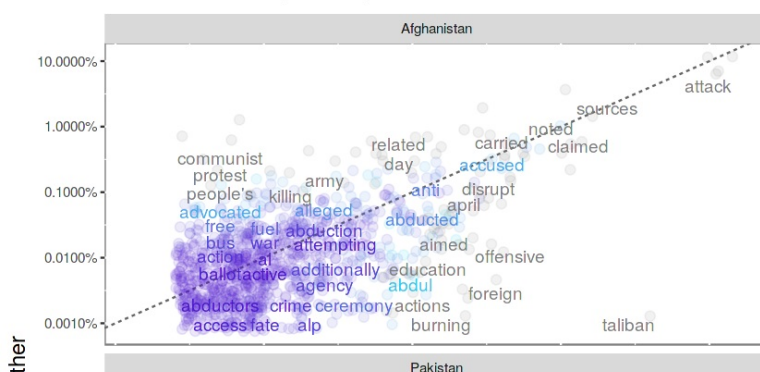 Afghanistan
10.0000%
attack
sources
1.0000%
noted
carried
claimed
related
communist
day
accused
protest
army
0.1000%
people's
killing
anti
disrupt
april
advocated
alleged
abducted
free
fuel
abduction
bus
war
attempting
aimed
0.0100%
action
al
offensive
ballot
active
additionally
education
agency
abdul
foreign
abductors
crime
ceremony
actions
0.0010%
access
fate
alp
burning
taliban
ther
Pakistan